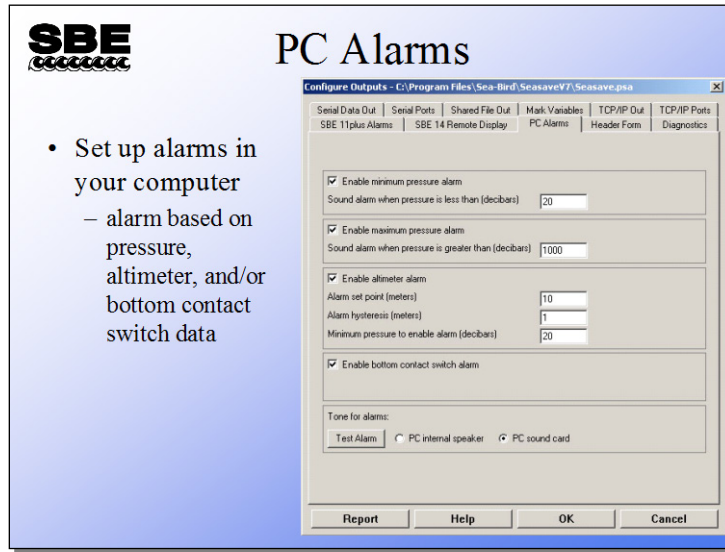 SBE
PC Alarms
• Set up alarms in
your computer
– alarm based on
pressure,
altimeter, and/or
bottom contact
switch data
Configure Outputs - C:\Program Files\Sea-Bird\SeasaveV7\Seasave.psa
Serial Data Out | Serial Ports | Shared File Out | Mark Variables | TCP/IP Out | TCP/IP Ports
SBE 11plus Alarms | SBE 14 Remote Display | PC Alarms | Header Form | Diagnostics
Enable minimum pressure alarm
Sound alarm when pressure is less than (decibars) 20
Enable maximum pressure alarm
Sound alarm when pressure is greater than (decibars) 1000
Enable altimeter alarm
Alarm set point (meters) 10
Alarm hysteresis (meters) 1
Minimum pressure to enable alarm (decibars) 20
Enable bottom contact switch alarm
Tone for alarms:
Test Alarm PC internal speaker PC sound card
Report Help OK Cancel